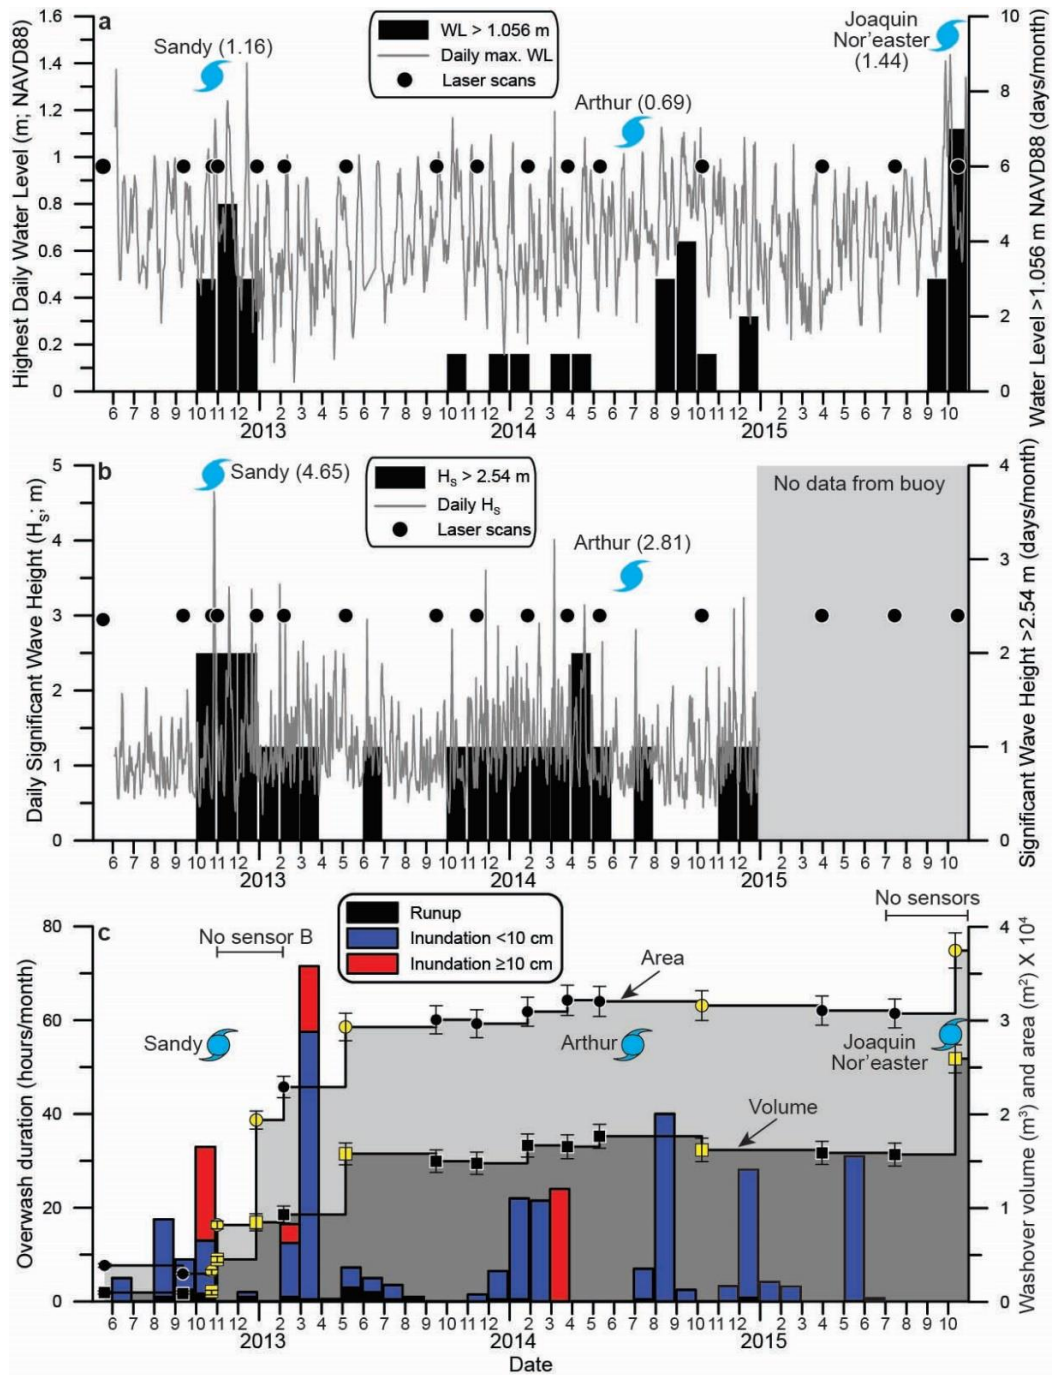 a
Highest Daily Water Level (m; NAVD88)
1.6
1.4
1.2
1
0.8
0.6
0.4
0.2
0
Sandy (1.16)
WL > 1.056 m
Daily max. WL
Laser scans
Arthur (0.69)
Joaquin
Nor'easter
(1.44)
10
8
6
4
2
0
Water Level >1.056 m NAVD88 (days/month)
6 7 8 9 10 11 12 2 3 4 5 6 7 8 9 10 11 12 2 3 4 5 6 7 8 9 10 11 12 2 3 4 5 6 7 8 9 10
2013 2014 2015
b
Daily Significant Wave Height (Hs; m)
5
4
3
2
1
0
Sandy (4.65)
Hs > 2.54 m
Daily Hs
Laser scans
Arthur (2.81)
No data from buoy
4
3
2
1
0
Significant Wave Height >2.54 m (days/month)
6 7 8 9 10 11 12 2 3 4 5 6 7 8 9 10 11 12 2 3 4 5 6 7 8 9 10 11 12 2 3 4 5 6 7 8 9 10
2013 2014 2015
c
Overwash duration (hours/month)
80
60
40
20
0
Runup
Inundation <10 cm
Inundation ≥10 cm
No sensor B
No sensors
Area
Sandy
Arthur
Joaquin
Nor'easter
Volume
4
3
2
1
0
Washover volume (m³) and area (m²) X 10⁴
6 7 8 9 10 11 12 2 3 4 5 6 7 8 9 10 11 12 2 3 4 5 6 7 8 9 10 11 12 2 3 4 5 6 7 8 9 10
2013 2014 2015
Date